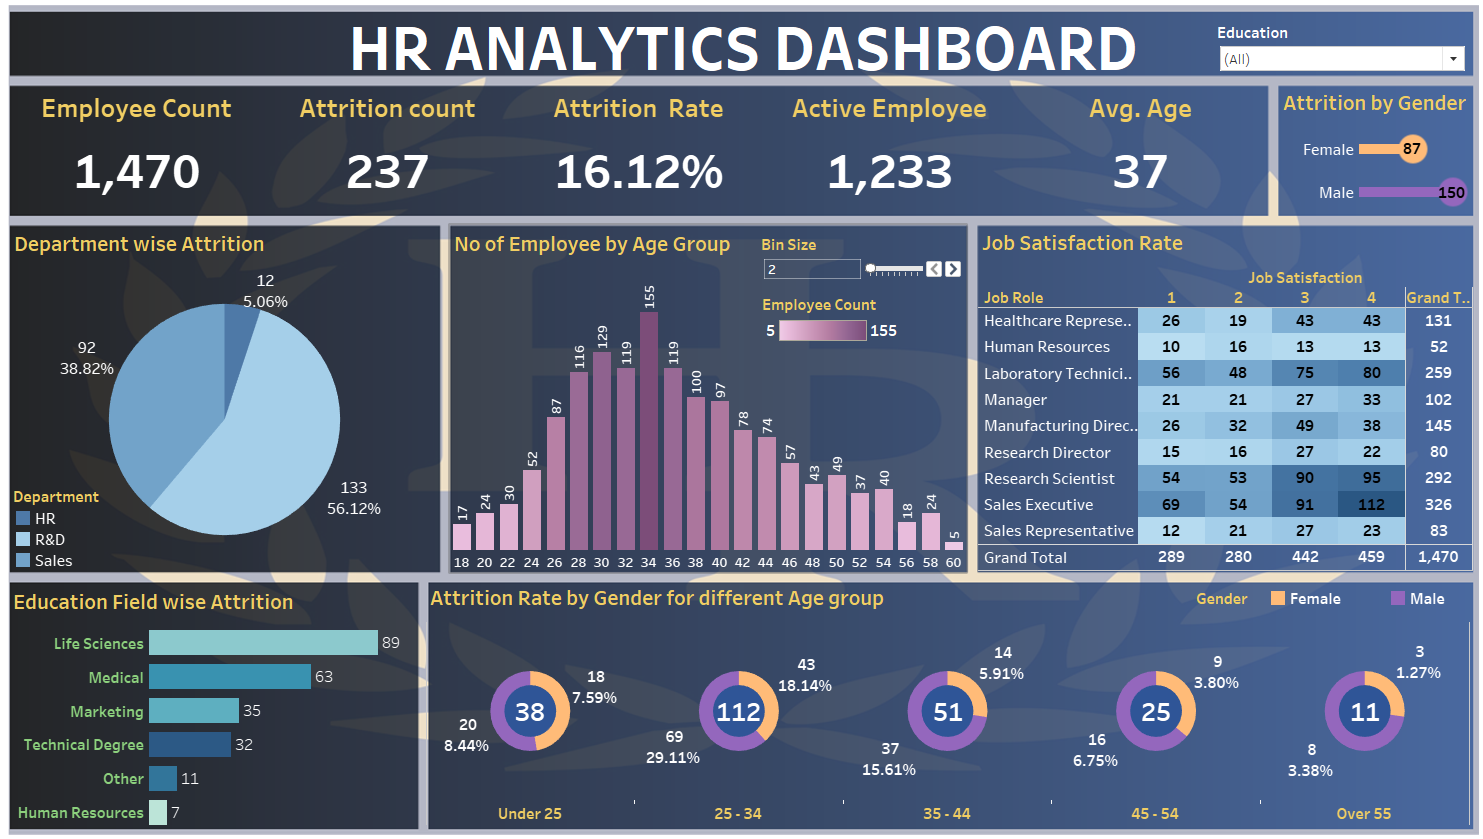 HR ANALYTICS DASHBOARD
Education
(All)
Employee Count
1,470
Attrition count
237
Attrition Rate
16.12%
Active Employee
1,233
Avg. Age
37
Attrition by Gender
Female 87
Male 150
Department wise Attrition
12
5.06%
92
38.82%
133
56.12%
Department
HR
R&D
Sales
No of Employee by Age Group
Bin Size
2
Employee Count
5 155
17 24 30 52 87 116 129 119 155 119 100 97 78 74 57 43 49 37 40 18 24 5
18 20 22 24 26 28 30 32 34 36 38 40 42 44 46 48 50 52 54 56 58 60
Job Satisfaction Rate
Job Satisfaction
Job Role 1 2 3 4 Grand T..
Healthcare Represe.. 26 19 43 43 131
Human Resources 10 16 13 13 52
Laboratory Technici.. 56 48 75 80 259
Manager 21 21 27 33 102
Manufacturing Direc.. 26 32 49 38 145
Research Director 15 16 27 22 80
Research Scientist 54 53 90 95 292
Sales Executive 69 54 91 112 326
Sales Representative 12 21 27 23 83
Grand Total 289 280 442 459 1,470
Education Field wise Attrition
Life Sciences 89
Medical 63
Marketing 35
Technical Degree 32
Other 11
Human Resources 7
Attrition Rate by Gender for different Age group
Gender Female Male
18
7.59%
38
20
8.44%
43
18.14%
112
69
29.11%
14
5.91%
51
37
15.61%
9
3.80%
25
16
6.75%
3
1.27%
11
8
3.38%
Under 25 25 - 34 35 - 44 45 - 54 Over 55
HR